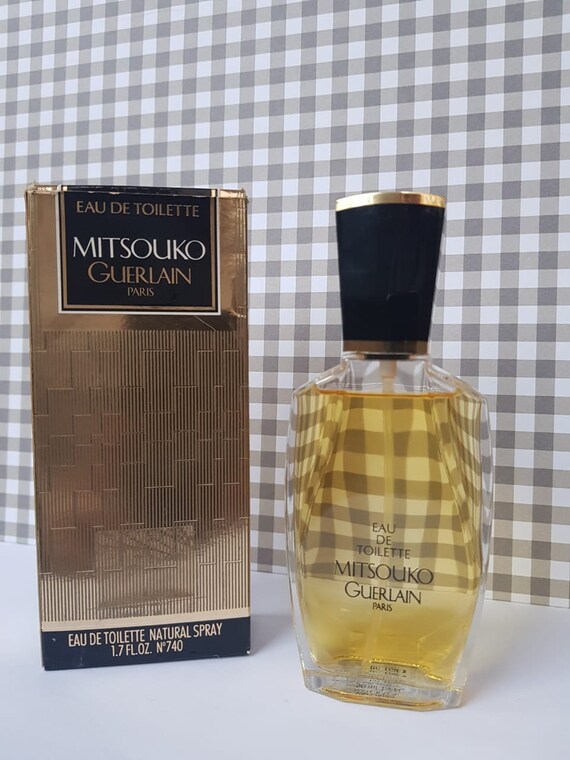 EAU DE TOILETTE
MITSOUKO
GUERLAIN
PARIS
EAU DE TOILETTE NATURAL SPRAY
1.7 FL.OZ. N°740
EAU
DE
TOILETTE
MITSOUKO
GUERLAIN
PARIS